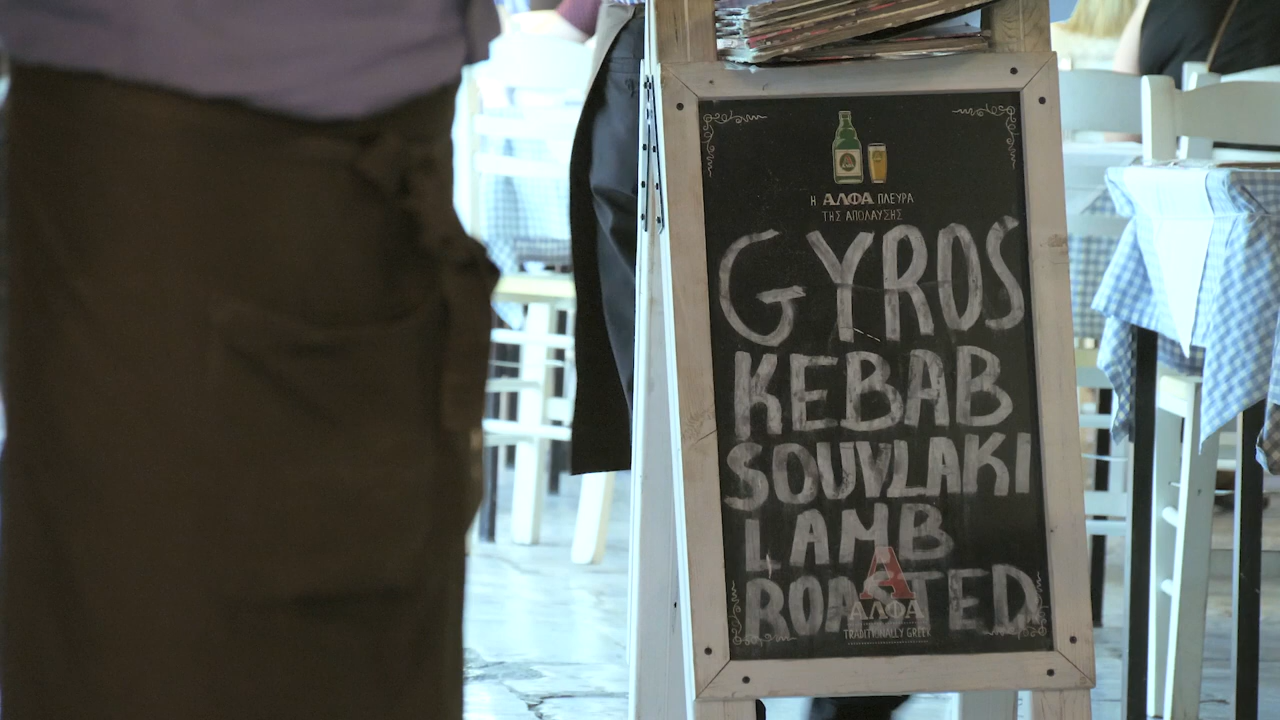 Η ΑΛΦΑ ΠΛΕΥΡΑ
ΤΗΣ ΑΠΟΛΑΥΣΗΣ
GYROS
KEBAB
SOUVLAKI
LAMB
ROASTED
ΑΛΦΑ
TRADITIONALLY GREEK